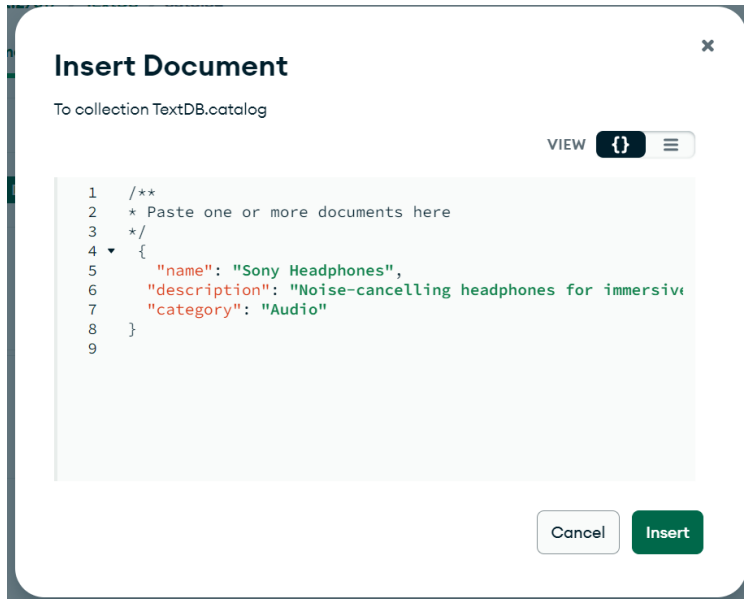 Insert Document
To collection TextDB.catalog
VIEW {}
1 /**
2 * Paste one or more documents here
3 */
4 {
5 "name": "Sony Headphones",
6 "description": "Noise-cancelling headphones for immersive
7 "category": "Audio"
8 }
9
Cancel Insert